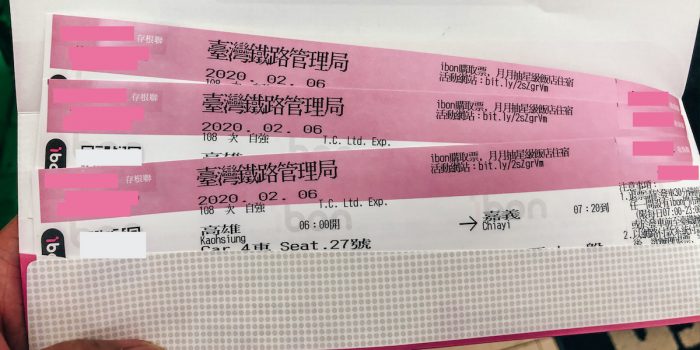 存根聯
臺灣鐵路管理局
2020. 02. 06
ibon購取票，月月抽星級飯店住宿
活動網站：bit.ly/2sZgrVm
存根聯
臺灣鐵路管理局
2020. 02. 06
108 次 自強 T.C. Ltd. Exp.
ibon購取票，月月抽星級飯店住宿
活動網站：bit.ly/2sZgrVm
存根聯
臺灣鐵路管理局
2020. 02. 06
108 次 自強 T.C. Ltd. Exp.
ibon購取票，月月抽星級飯店住宿
活動網站：bit.ly/2sZgrVm
高雄 06:00開 → 嘉義 07:20到
Kaohsiung Chiayi
Car.4車 Seat.27號
注意事項：